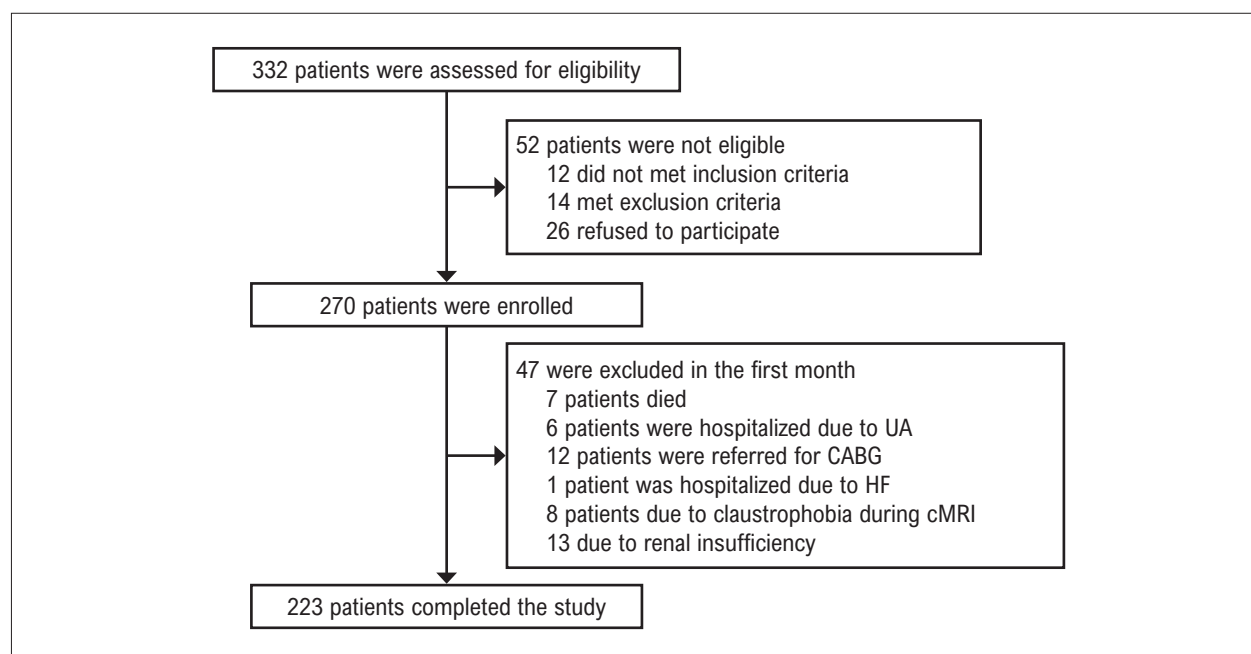 332 patients were assessed for eligibility
52 patients were not eligible
12 did not met inclusion criteria
14 met exclusion criteria
26 refused to participate
270 patients were enrolled
47 were excluded in the first month
7 patients died
6 patients were hospitalized due to UA
12 patients were referred for CABG
1 patient was hospitalized due to HF
8 patients due to claustrophobia during cMRI
13 due to renal insufficiency
223 patients completed the study